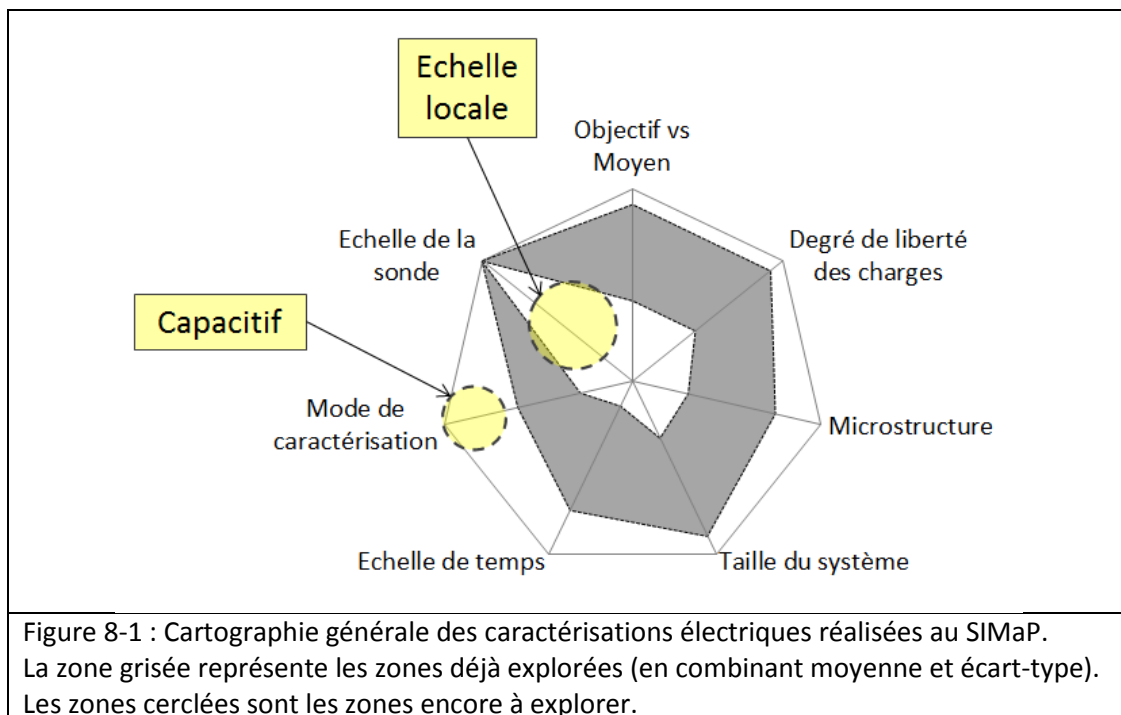 Echelle
locale
Objectif vs
Moyen
Echelle de la
sonde
Degré de liberté
des charges
Capacitif
Mode de
caractérisation
Microstructure
Echelle de temps
Taille du système
Figure 8-1 : Cartographie générale des caractérisations électriques réalisées au SIMaP.
La zone grisée représente les zones déjà explorées (en combinant moyenne et écart-type).
Les zones cerclées sont les zones encore à explorer.